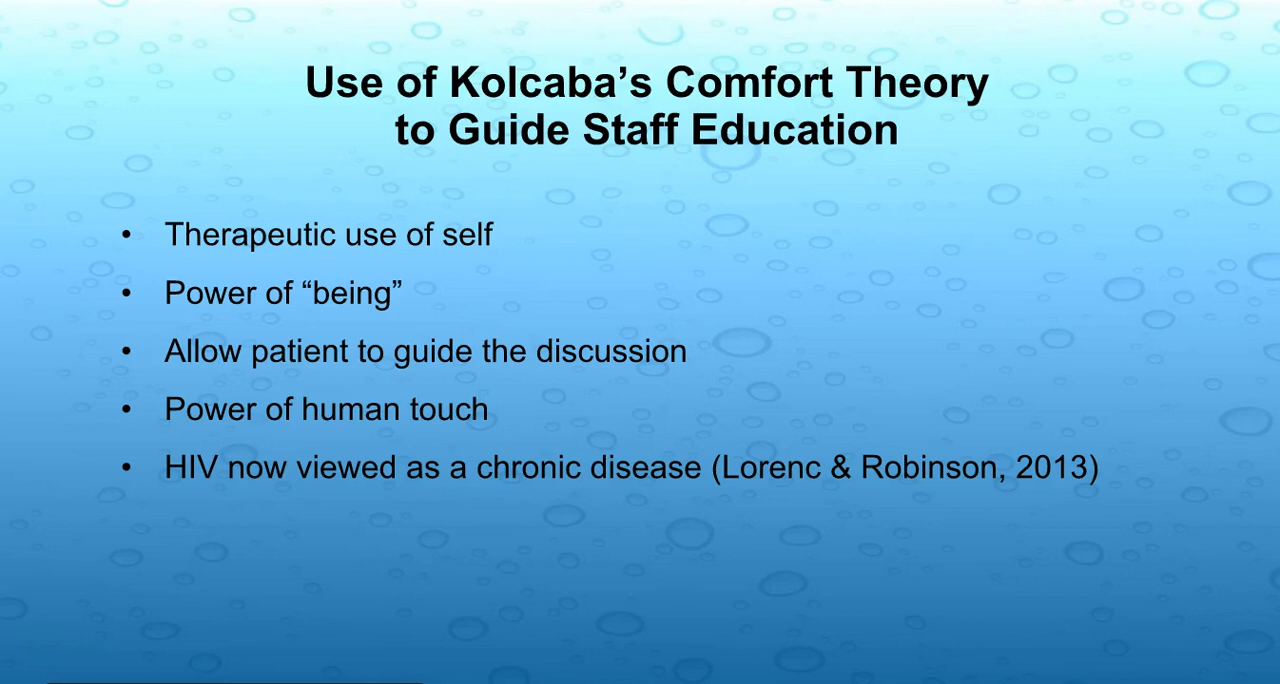 Use of Kolcaba’s Comfort Theory
to Guide Staff Education
• Therapeutic use of self
• Power of “being”
• Allow patient to guide the discussion
• Power of human touch
• HIV now viewed as a chronic disease (Lorenc & Robinson, 2013)